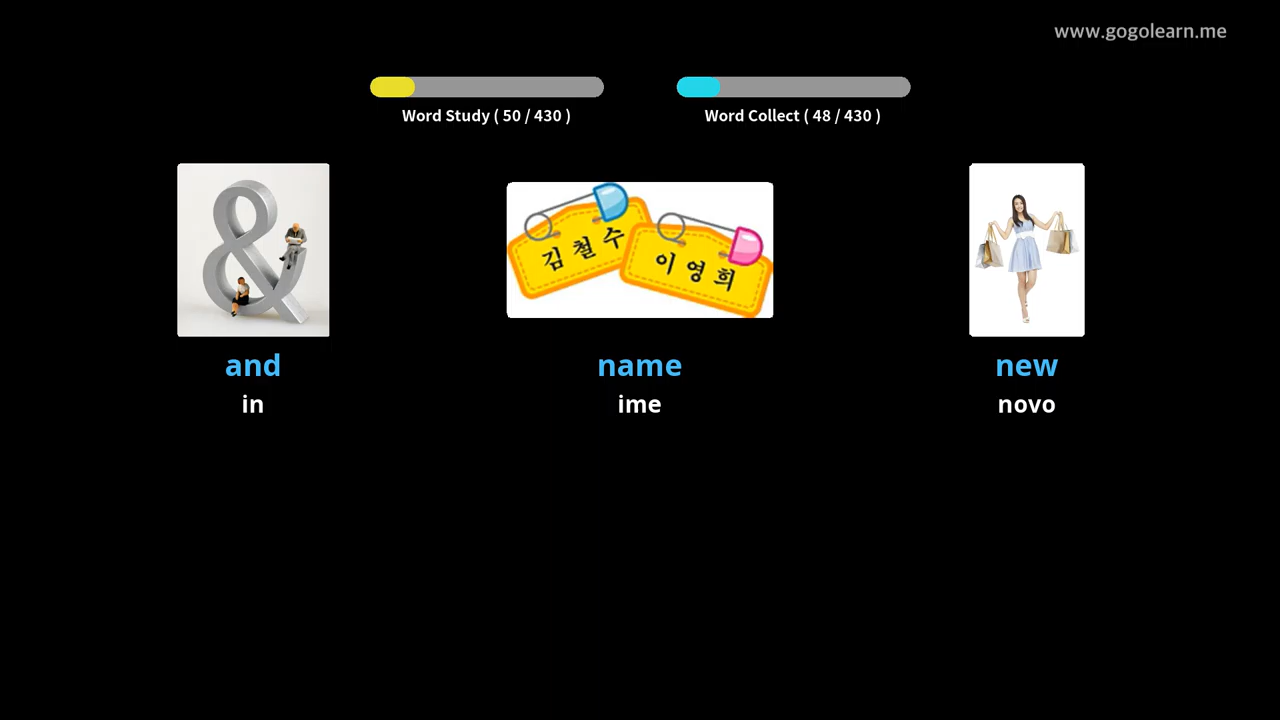 www.gogolearn.me
Word Study ( 50 / 430 )
Word Collect ( 48 / 430 )
&
김철수
이영희
and
name
new
in
ime
novo